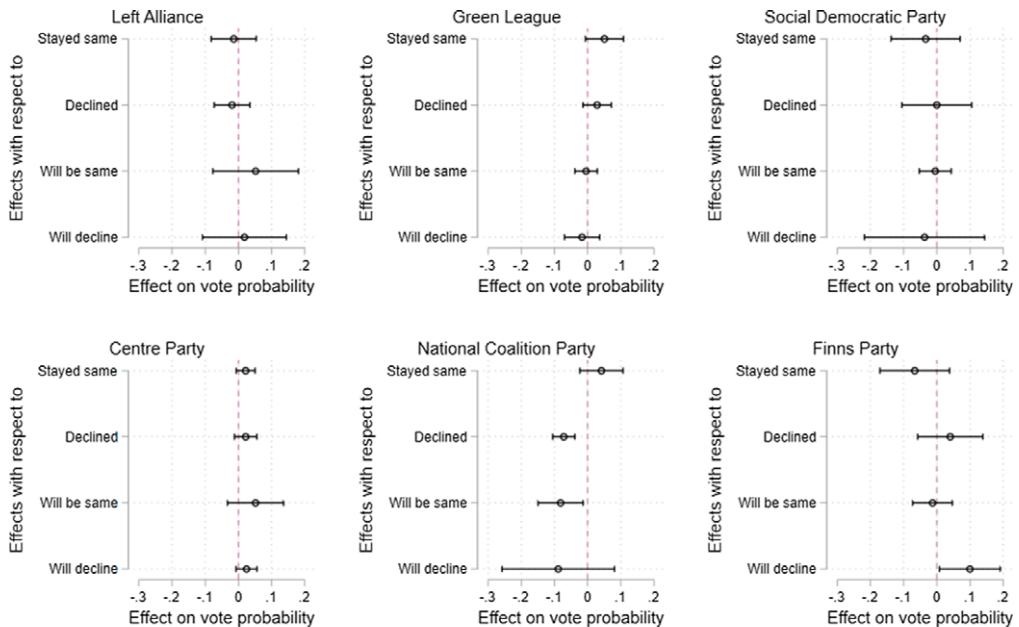 Left Alliance
Effects with respect to
Stayed same
Declined
Will be same
Will decline
-.3 -.2 -.1 0 .1 .2
Effect on vote probability
Green League
Effects with respect to
Stayed same
Declined
Will be same
Will decline
-.3 -.2 -.1 0 .1 .2
Effect on vote probability
Social Democratic Party
Effects with respect to
Stayed same
Declined
Will be same
Will decline
-.3 -.2 -.1 0 .1 .2
Effect on vote probability
Centre Party
Effects with respect to
Stayed same
Declined
Will be same
Will decline
-.3 -.2 -.1 0 .1 .2
Effect on vote probability
National Coalition Party
Effects with respect to
Stayed same
Declined
Will be same
Will decline
-.3 -.2 -.1 0 .1 .2
Effect on vote probability
Finns Party
Effects with respect to
Stayed same
Declined
Will be same
Will decline
-.3 -.2 -.1 0 .1 .2
Effect on vote probability